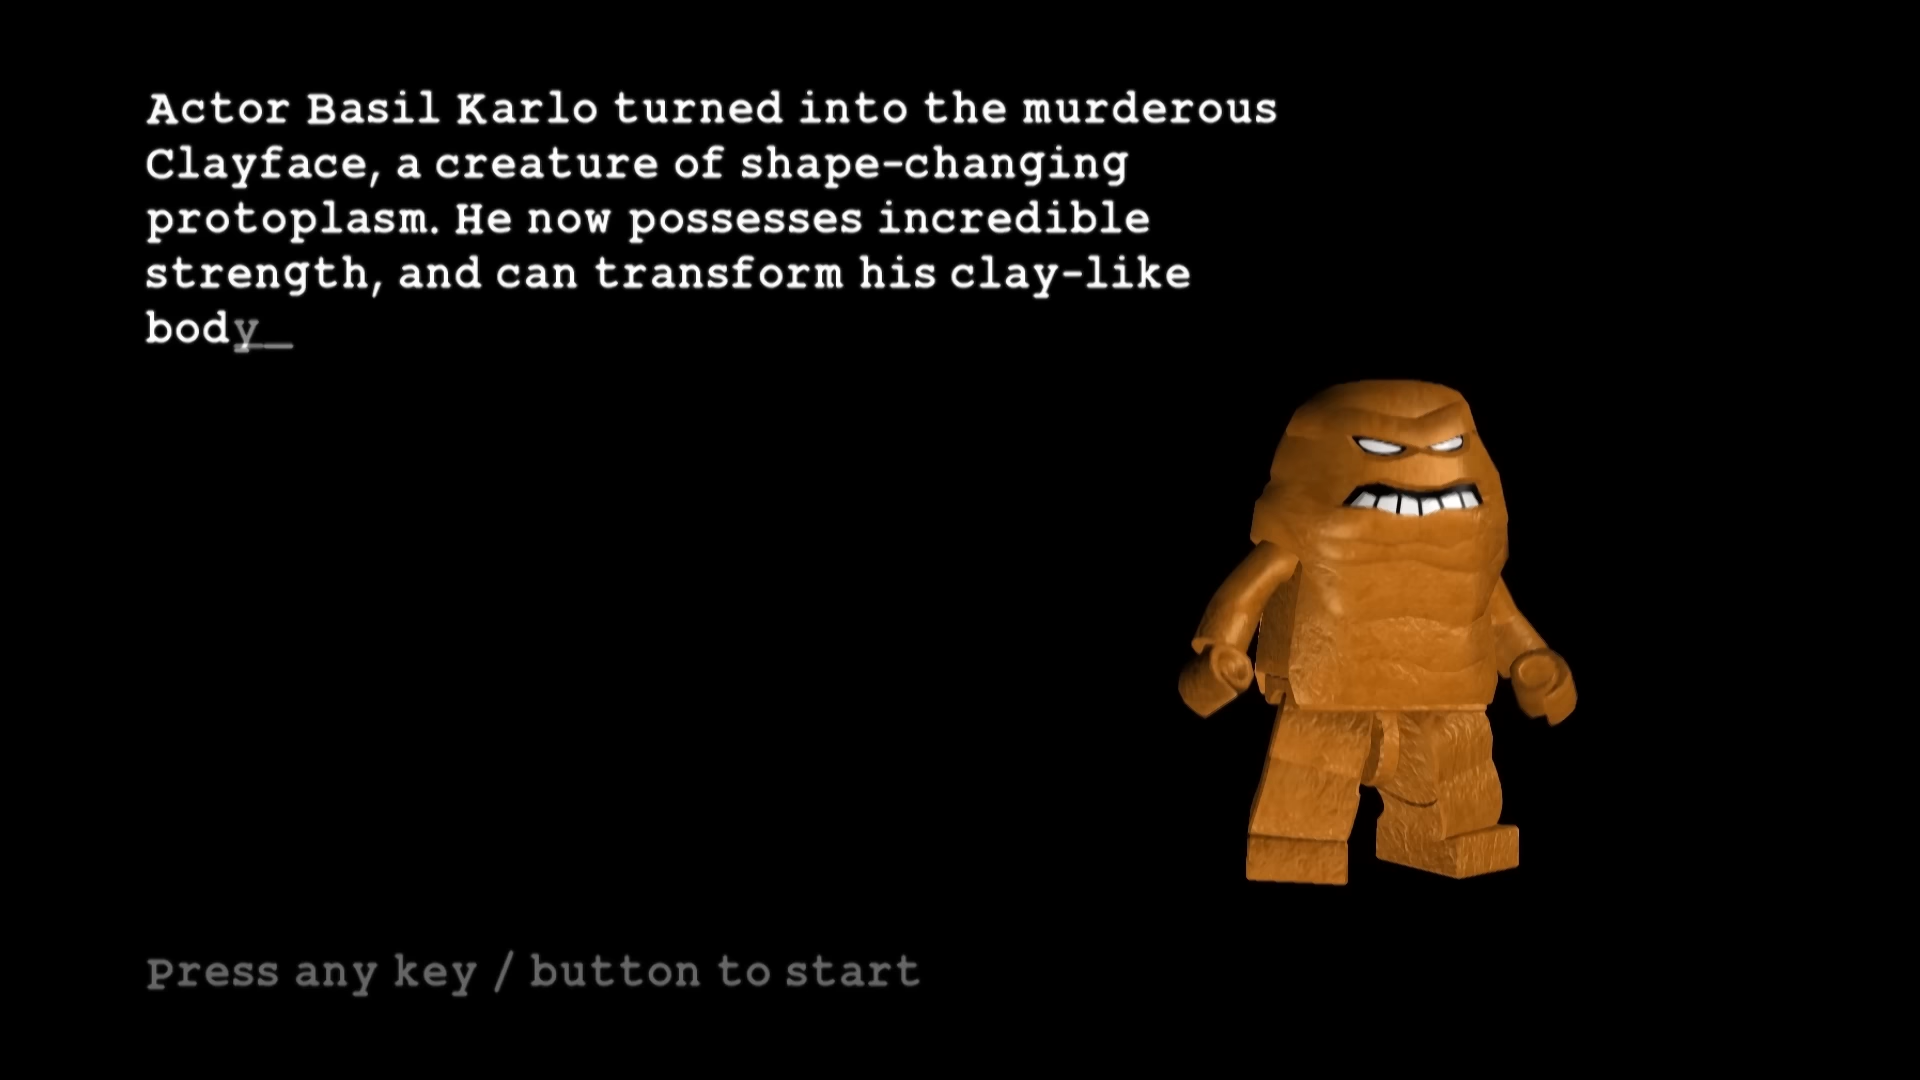 Actor Basil Karlo turned into the murderous
Clayface, a creature of shape-changing
protoplasm. He now possesses incredible
strength, and can transform his clay-like
body_
Press any key / button to start